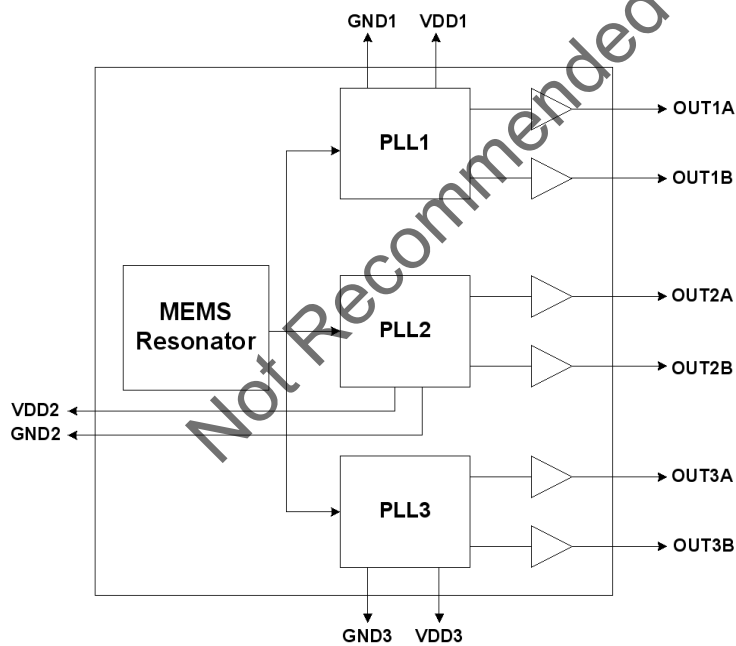 GND1 VDD1
PLL1
OUT1A
OUT1B
MEMS
Resonator
PLL2
OUT2A
OUT2B
VDD2
GND2
PLL3
OUT3A
OUT3B
GND3 VDD3
Not Recommended